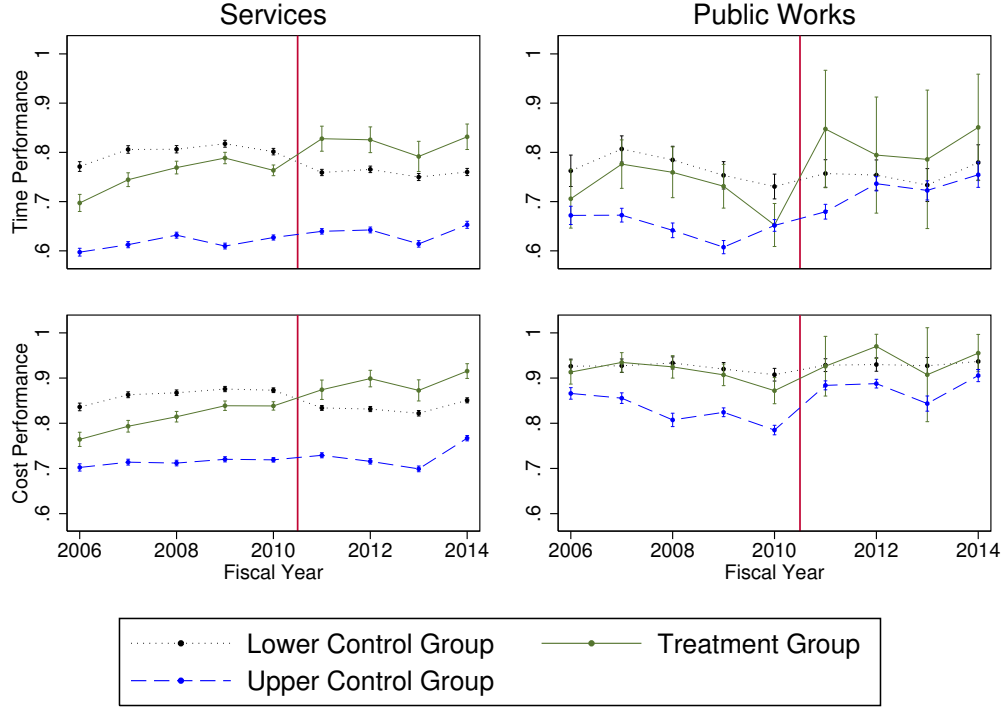 Services
Public Works
Time Performance
1
.9
.8
.7
.6
1
.9
.8
.7
.6
Cost Performance
1
.9
.8
.7
.6
1
.9
.8
.7
.6
2006 2008 2010 2012 2014
Fiscal Year
2006 2008 2010 2012 2014
Fiscal Year
Lower Control Group
Treatment Group
Upper Control Group